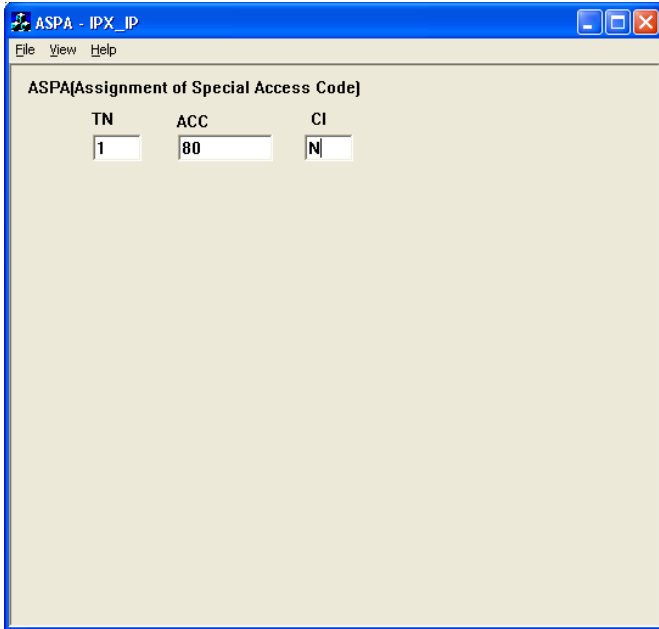 ASPA - IPX_IP
File View Help
ASPA(Assignment of Special Access Code)
TN ACC CI
1 80 N